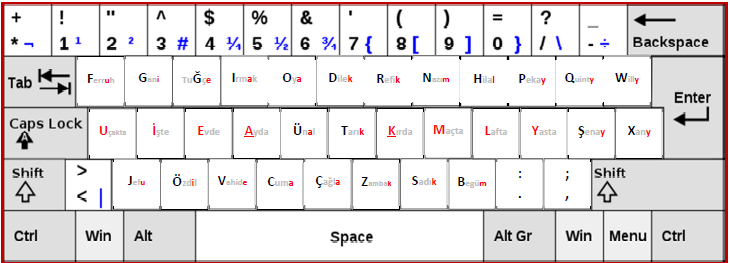 + ! " ^ $ % & ' ( ) = ? _
* ¬ 1 ¹ 2 ² 3 # 4 ¼ 5 ½ 6 ¾ 7 { 8 [ 9 ] 0 } / \ - ÷ Backspace
Tab Ferruh Gani TuĞçe Irmak Oya Dilek Refik Nazım Hilal Pekay Quinty Wiliy Enter
Caps Lock A Uçakta İşte Evde Ayda Ünal Tarık Kırda Maçta Lafta Yasta Şenay Xany
Shift > < | Jefu Özdil Vahide Cuma Çağla Zambak Sadık Begüm : . ; , Shift
Ctrl Win Alt Space Alt Gr Win Menu Ctrl